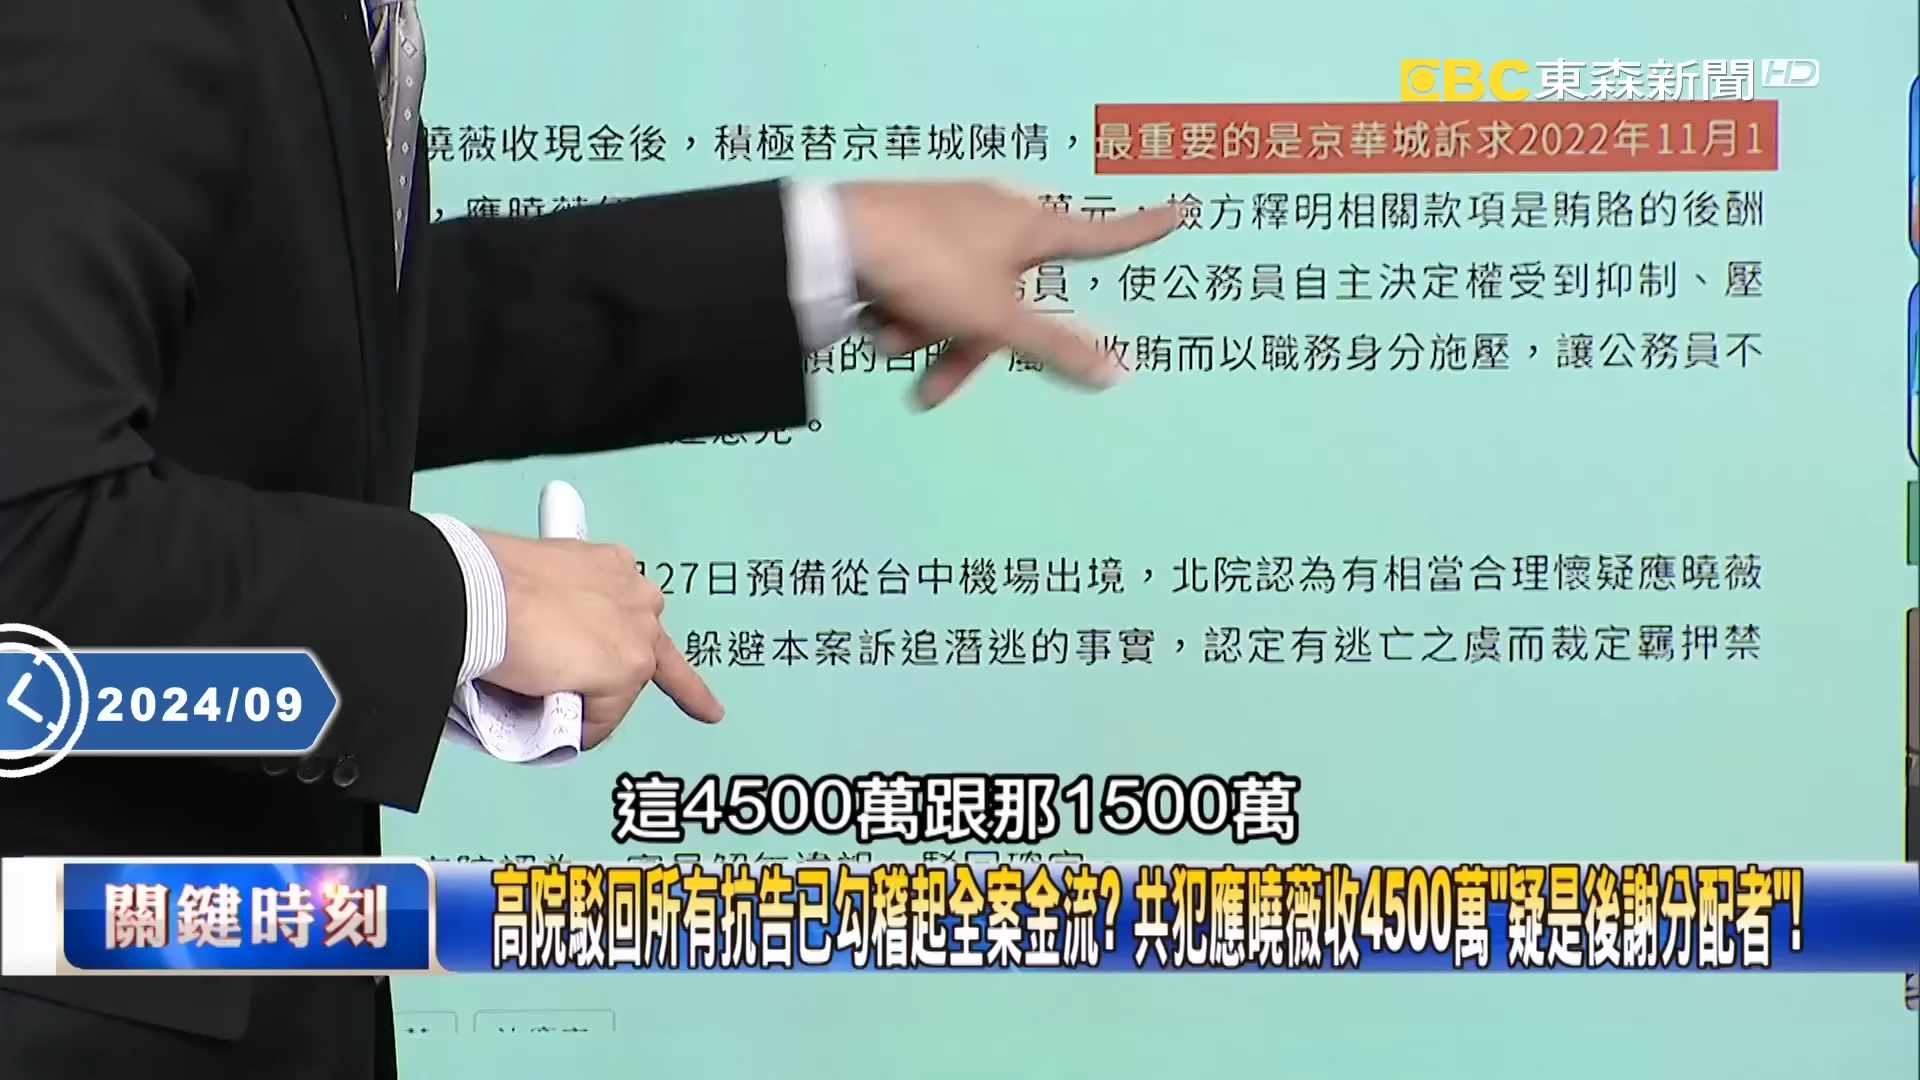 EBC東森新聞HD
曉薇收現金後，積極替京華城陳情，最重要的是京華城訴求2022年11月1
萬元，檢方釋明相關款項是賄賂的後酬
員，使公務員自主決定權受到抑制、壓
收賄而以職務身分施壓，讓公務員不
27日預備從台中機場出境，北院認為有相當合理懷疑應曉薇
躲避本案訴追潛逃的事實，認定有逃亡之虞而裁定羈押禁
2024/09
這4500萬跟那1500萬
關鍵時刻
高院駁回所有抗告已勾稽起全案金流? 共犯應曉薇收4500萬"疑是後謝分配者"!